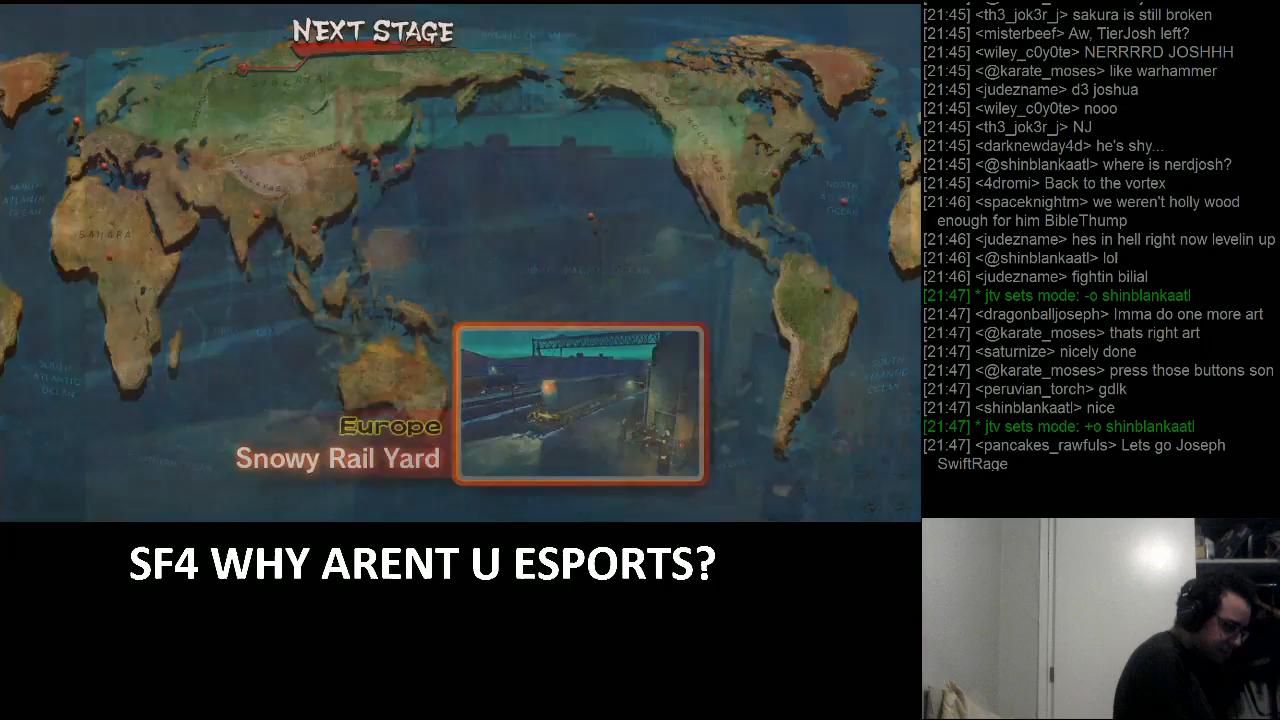 NEXT STAGE
SAHARA
HIMALAYAS
Europe
Snowy Rail Yard
SF4 WHY ARENT U ESPORTS?
[21:45] <th3_jok3r_j> sakura is still broken
[21:45] <misterbeef> Aw, TierJosh left?
[21:45] <wiley_c0y0te> NERRRRD JOSHHH
[21:45] <@karate_moses> like warhammer
[21:45] <judezname> d3 joshua
[21:45] <wiley_c0y0te> nooo
[21:45] <th3_jok3r_j> NJ
[21:45] <darknewday4d> he's shy...
[21:45] <@shinblankaatl> where is nerdjosh?
[21:45] <4dromi> Back to the vortex
[21:46] <spaceknightm> we weren't holly wood
enough for him BibleThump
[21:46] <judezname> hes in hell right now levelin up
[21:46] <@shinblankaatl> lol
[21:46] <judezname> fightin bilial
[21:47] * jtv sets mode: -o shinblankaatl
[21:47] <dragonballjoseph> Imma do one more art
[21:47] <@karate_moses> thats right art
[21:47] <saturnize> nicely done
[21:47] <@karate_moses> press those buttons son
[21:47] <peruvian_torch> gdlk
[21:47] <shinblankaatl> nice
[21:47] * jtv sets mode: +o shinblankaatl
[21:47] <pancakes_rawfuls> Lets go Joseph
SwiftRage